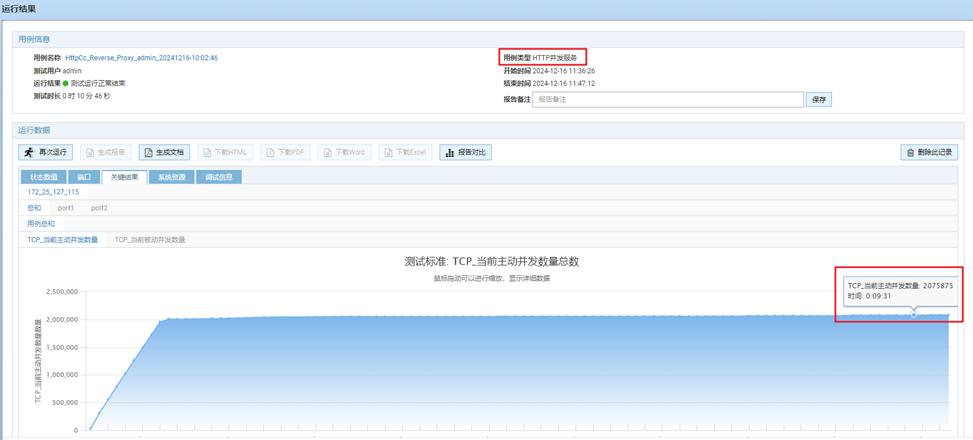 运行结果
用例信息
用例名称 HttpCc_Reverse_Proxy_admin_20241216-10:02:46
用例类型 HTTP并发服务
测试用户 admin
开始时间 2024-12-16 11:36:26
运行结果 测试运行正常结束
结束时间 2024-12-16 11:47:12
测试时长 0 时 10 分 46 秒
报告备注 报告备注 保存
运行数据
再次运行 生成报告 生成文档 下载HTML 下载PDF 下载Word 下载Excel 报告对比 删除此记录
状态数值 端口 关键结果 系统资源 调试信息
172_25_127_115
总和 port1 port2
用例总和
TCP_当前主动并发数量 TCP_当前被动并发数量
测试标准: TCP_当前主动并发数量总数
鼠标拖动可以进行缩放，显示详细数据
TCP_当前主动并发数量: 2075875
时间: 0:09:31
TCP_当前主动并发数量数量
2,500,000
2,000,000
1,500,000
1,000,000
500,000
0